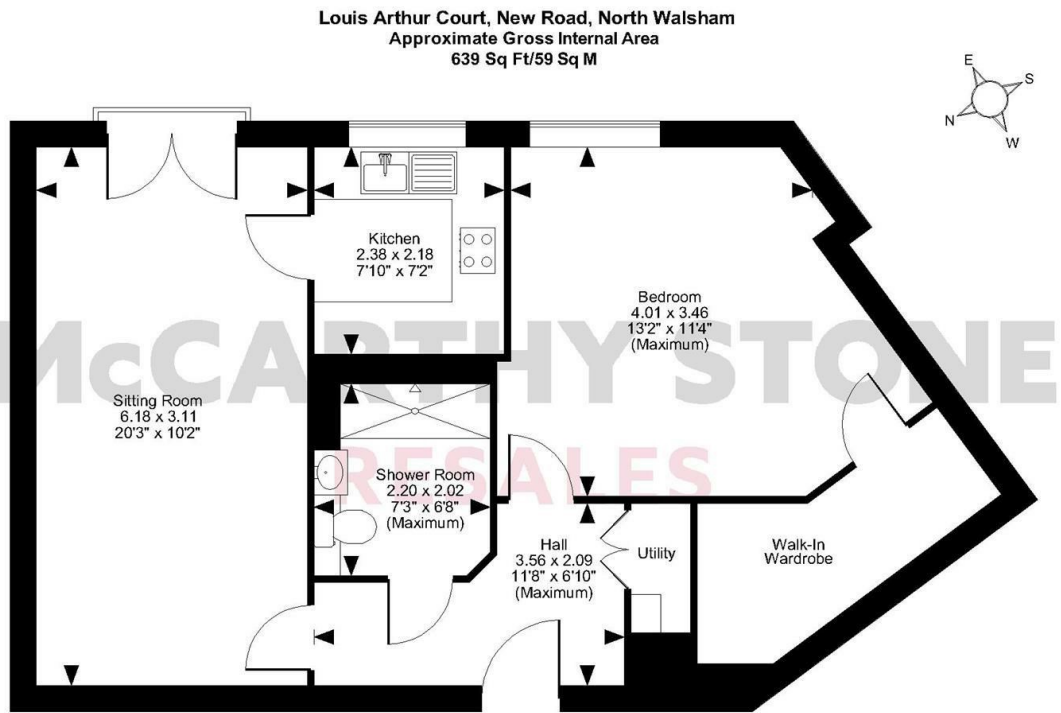 Louis Arthur Court, New Road, North Walsham
Approximate Gross Internal Area
639 Sq Ft/59 Sq M
E
S
N
W
Kitchen
2.38 x 2.18
7'10" x 7'2"
Bedroom
4.01 x 3.46
13'2" x 11'4"
(Maximum)
McCARTHY STONE
RESALES
Sitting Room
6.18 x 3.11
20'3" x 10'2"
Shower Room
2.20 x 2.02
7'3" x 6'8"
(Maximum)
Hall
3.56 x 2.09
11'8" x 6'10"
(Maximum)
Utility
Walk-In
Wardrobe